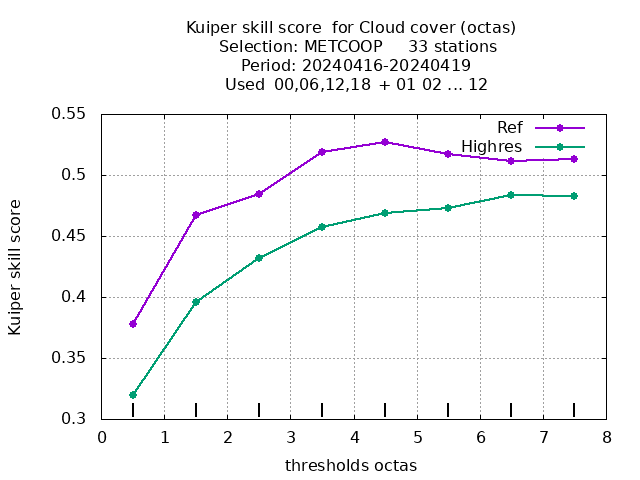 Kuiper skill score  for Cloud cover (octas)
Selection: METCOOP     33 stations
Period: 20240416-20240419
Used  00,06,12,18  + 01 02 ... 12
Ref
Highres
0.55
0.5
0.45
0.4
0.35
0.3
Kuiper skill score
0 1 2 3 4 5 6 7 8
thresholds octas